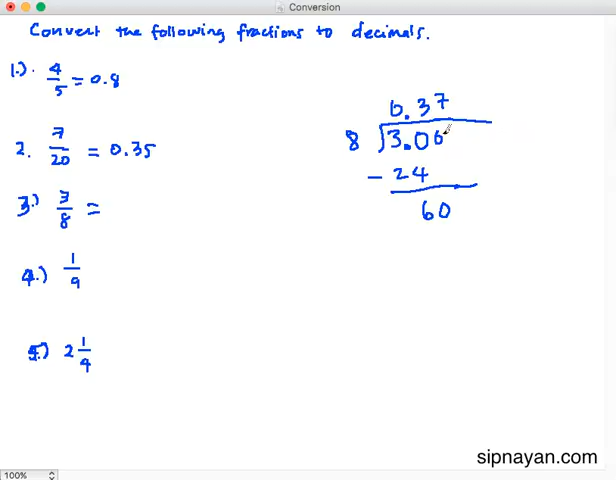 Conversion
Convert the following fractions to decimals.
1.) 4/5 = 0.8
2. 7/20 = 0.35
3.) 3/8 =
4.) 1/9
5.) 2 1/4
0.37
8 3.00
- 24
60
sipnayan.com
100%